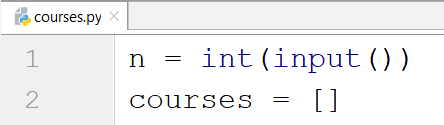 courses.py
1 n = int(input())
2 courses = []